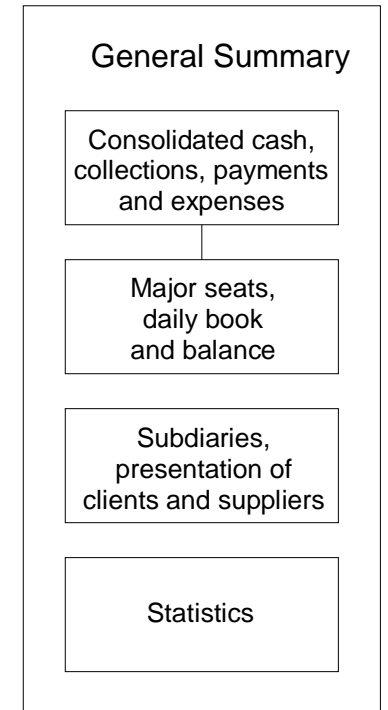 General Summary
Consolidated cash,
collections, payments
and expenses
Major seats,
daily book
and balance
Subdiaries,
presentation of
clients and suppliers
Statistics